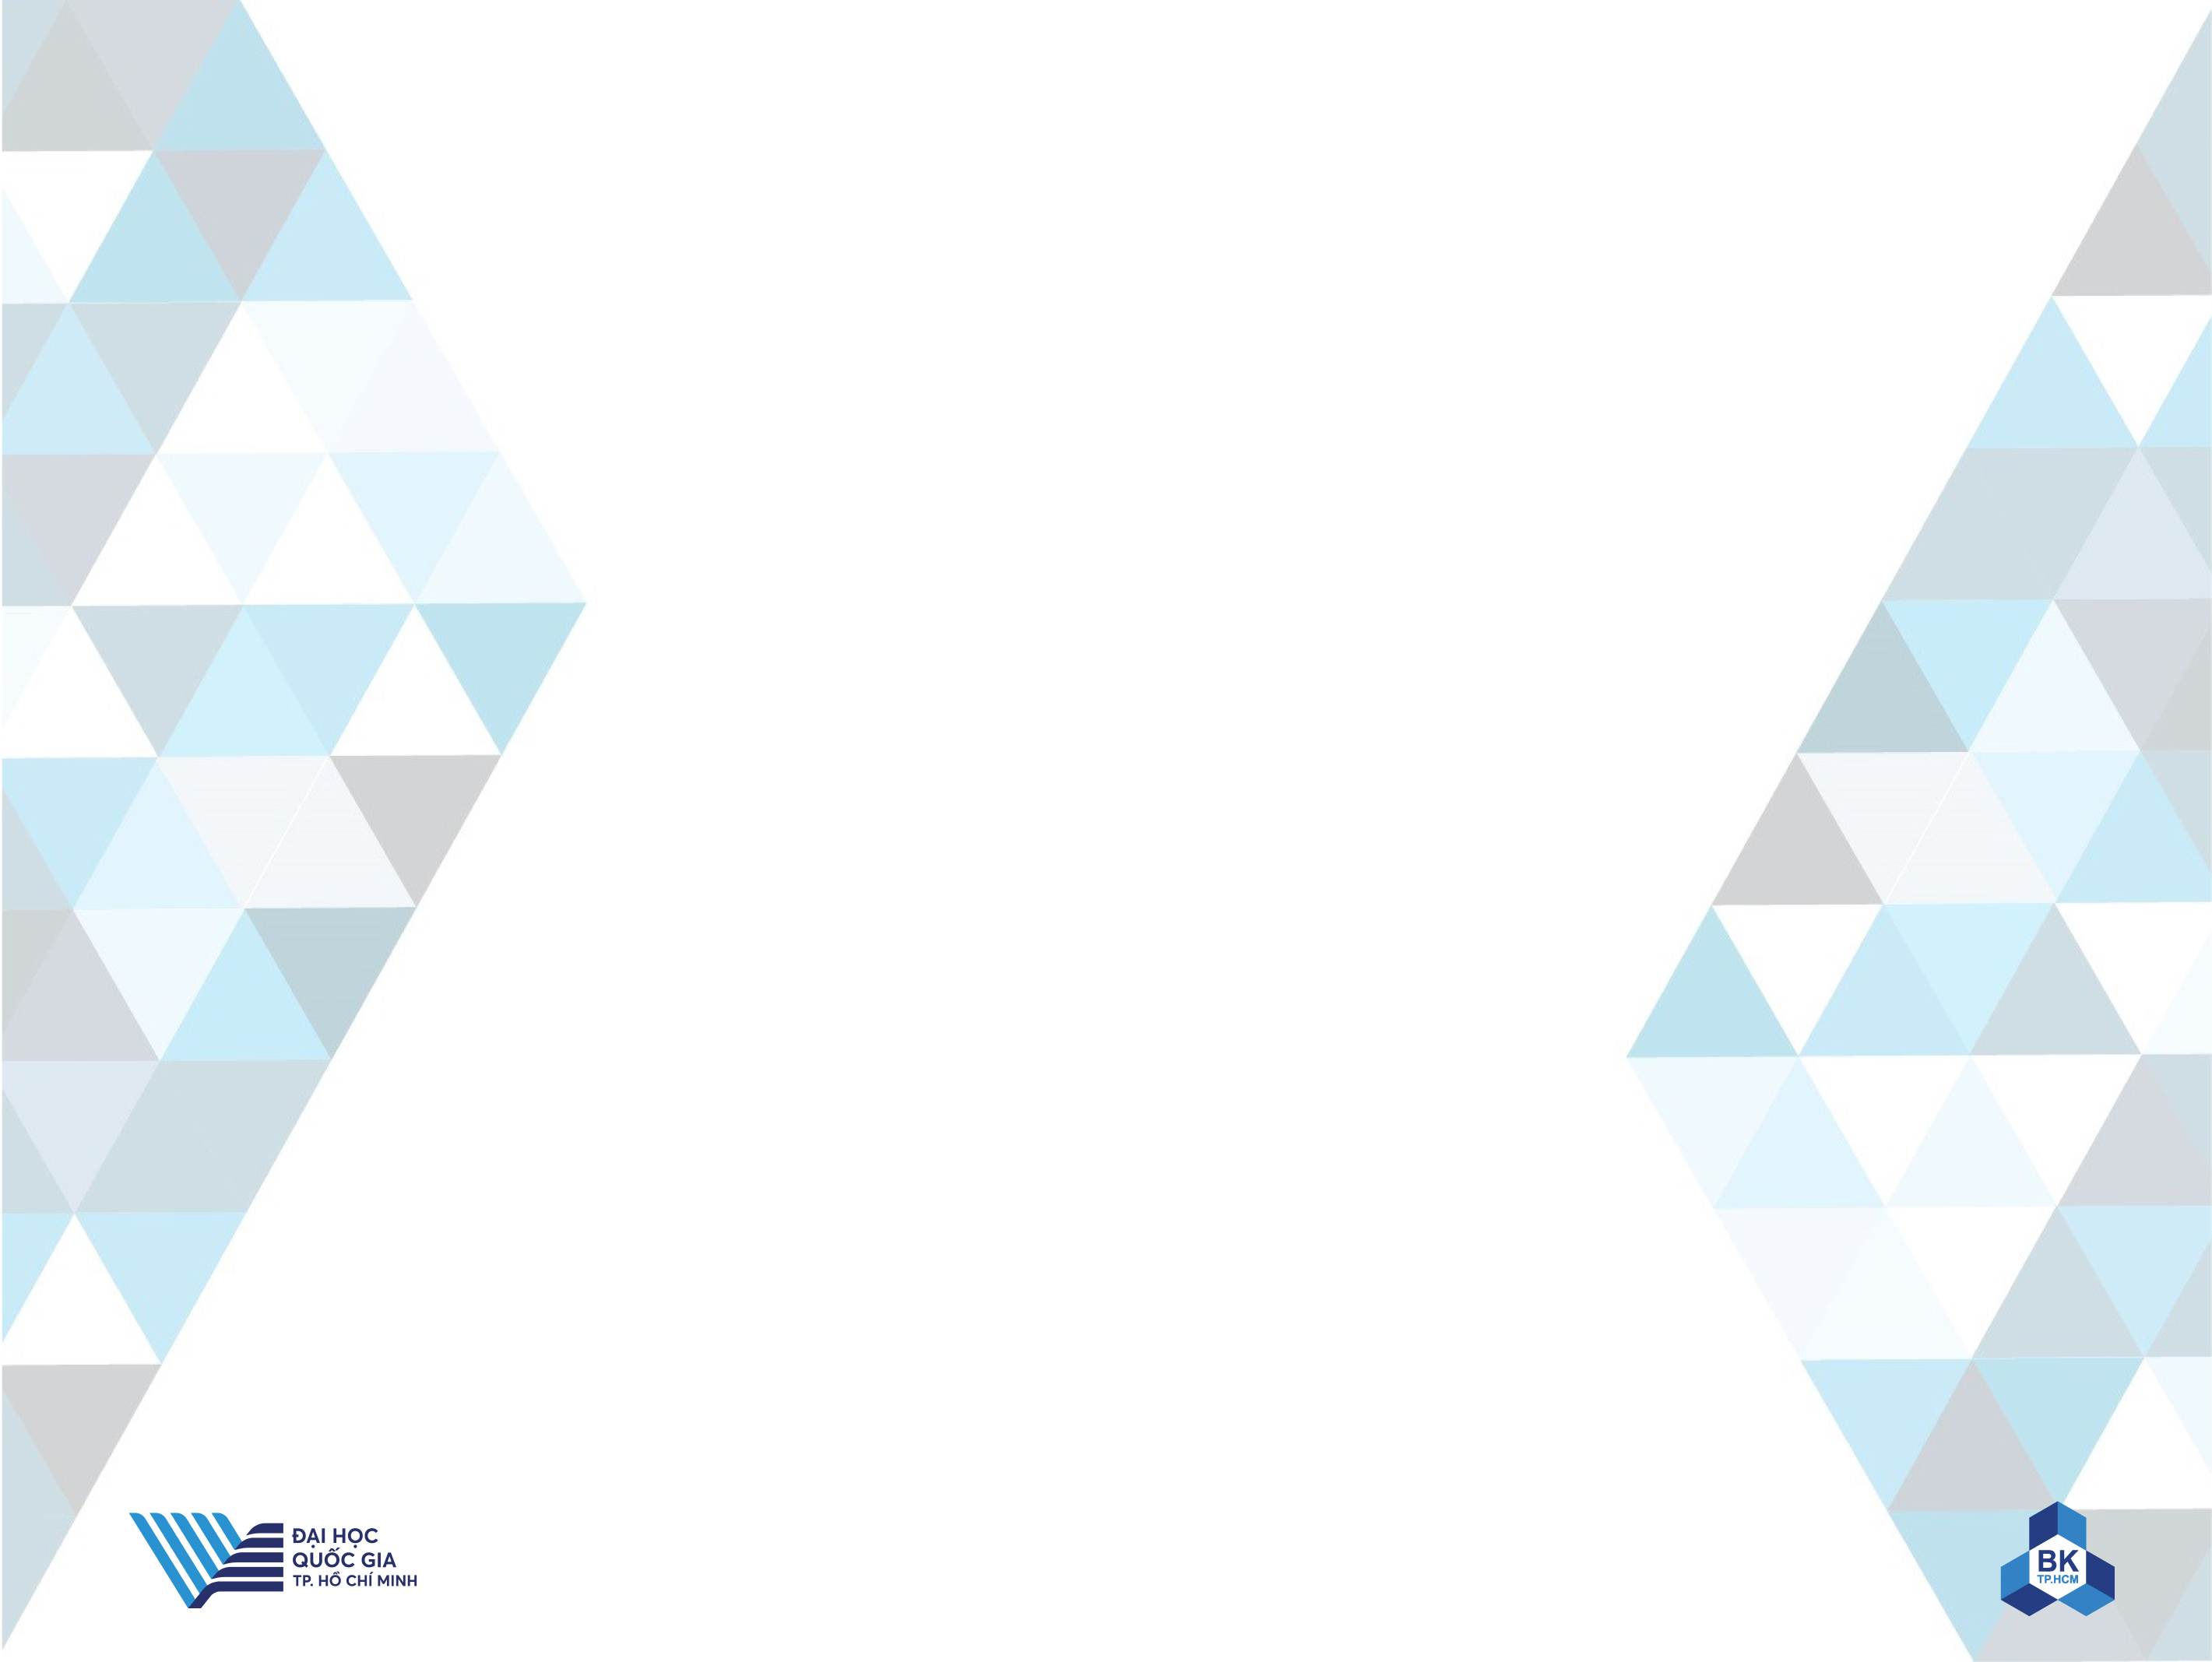 ĐẠI HỌC
QUỐC GIA
TP. HỒ CHÍ MINH
BK
TP.HCM